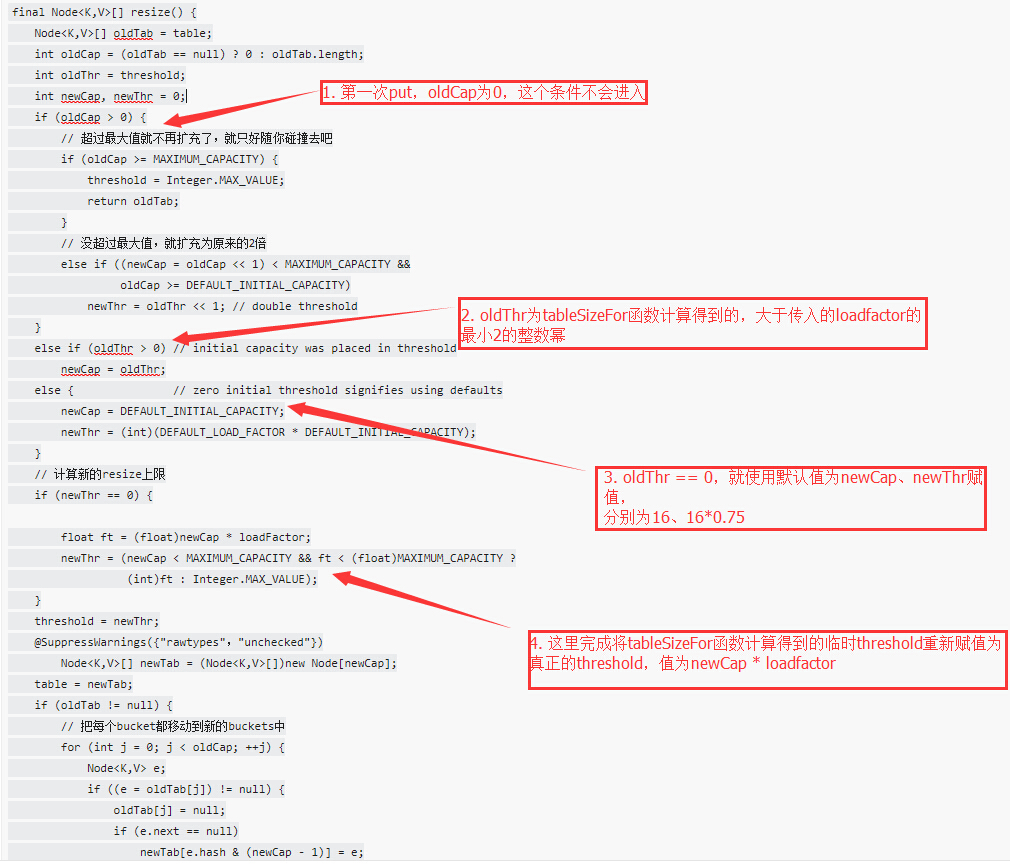 final Node<K,V>[] resize() {
Node<K,V>[] oldTab = table;
int oldCap = (oldTab == null) ? 0 : oldTab.length;
int oldThr = threshold;
int newCap, newThr = 0;
1. 第一次put，oldCap为0，这个条件不会进入
if (oldCap > 0) {
// 超过最大值就不再扩充了，就只好随你碰撞去吧
if (oldCap >= MAXIMUM_CAPACITY) {
threshold = Integer.MAX_VALUE;
return oldTab;
}
// 没超过最大值，就扩充为原来的2倍
else if ((newCap = oldCap << 1) < MAXIMUM_CAPACITY &&
oldCap >= DEFAULT_INITIAL_CAPACITY)
newThr = oldThr << 1; // double threshold
}
2. oldThr为tableSizeFor函数计算得到的，大于传入的loadfactor的
最小2的整数幂
else if (oldThr > 0) // initial capacity was placed in threshold
newCap = oldThr;
else { // zero initial threshold signifies using defaults
newCap = DEFAULT_INITIAL_CAPACITY;
newThr = (int)(DEFAULT_LOAD_FACTOR * DEFAULT_INITIAL_CAPACITY);
}
3. oldThr == 0，就使用默认值为newCap、newThr赋
值，
分别为16、16*0.75
// 计算新的resize上限
if (newThr == 0) {
float ft = (float)newCap * loadFactor;
newThr = (newCap < MAXIMUM_CAPACITY && ft < (float)MAXIMUM_CAPACITY ?
(int)ft : Integer.MAX_VALUE);
}
threshold = newThr;
4. 这里完成将tableSizeFor函数计算得到的临时threshold重新赋值为
真正的threshold，值为newCap * loadfactor
@SuppressWarnings({"rawtypes"，"unchecked"})
Node<K,V>[] newTab = (Node<K,V>[])new Node[newCap];
table = newTab;
if (oldTab != null) {
// 把每个bucket都移动到新的buckets中
for (int j = 0; j < oldCap; ++j) {
Node<K,V> e;
if ((e = oldTab[j]) != null) {
oldTab[j] = null;
if (e.next == null)
newTab[e.hash & (newCap - 1)] = e;